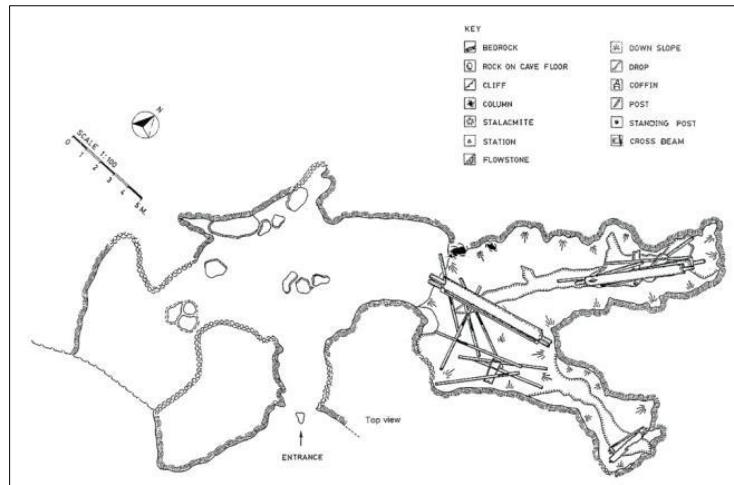 KEY
BEDROCK
ROCK ON CAVE FLOOR
CLIFF
COLUMN
STALACMITE
STATION
FLOWSTONE
DOWN SLOPE
DROP
COFFIN
POST
STANDING POST
CROSS BEAM
N
SCALE 1:100
0 1 2 3 4 5 M.
Top view
ENTRANCE